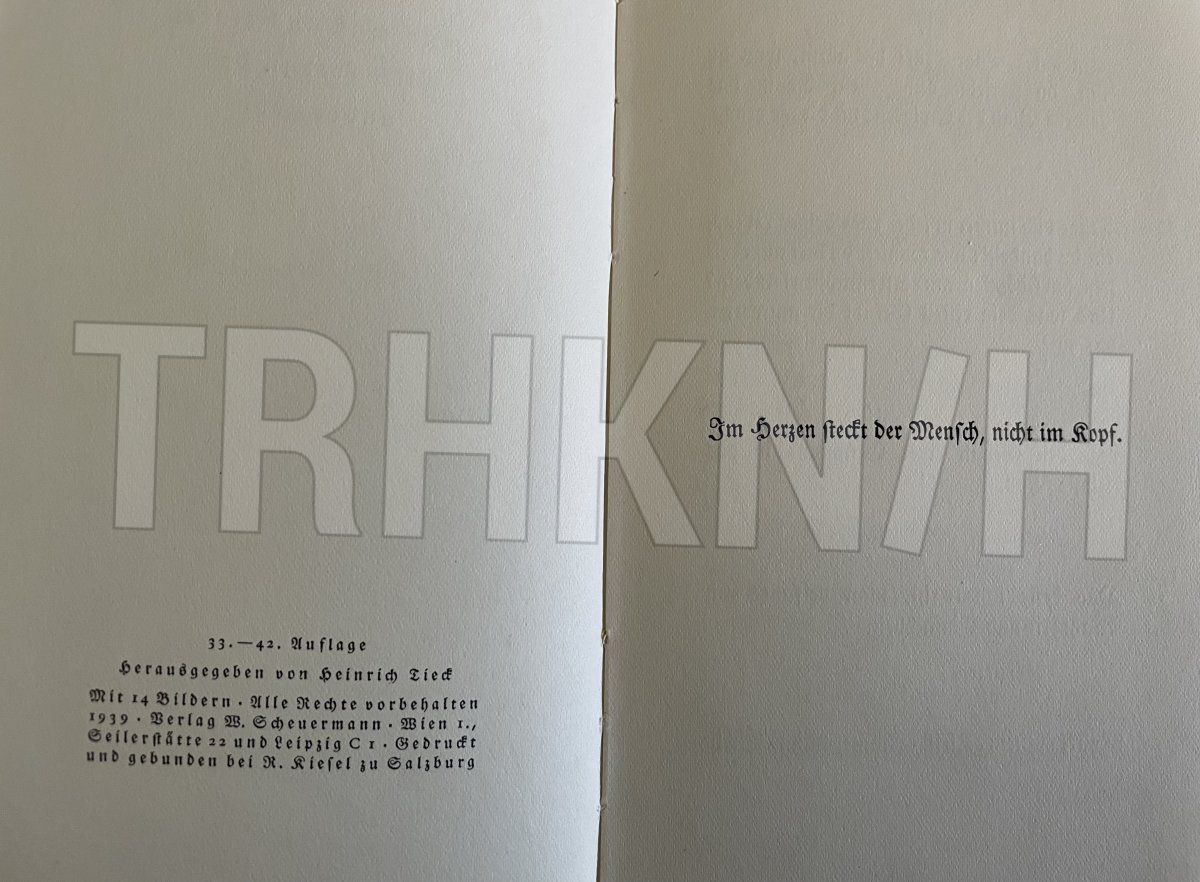 33.—42. Auflage
Herausgegeben von Heinrich Tieck
Mit 14 Bildern · Alle Rechte vorbehalten
1939 · Verlag W. Scheuermann · Wien 1.,
Seilerstätte 22 und Leipzig C 1 · Gedruckt
und gebunden bei R. Kiesel zu Salzburg
Im Herzen steckt der Mensch, nicht im Kopf.
TRHKN/H